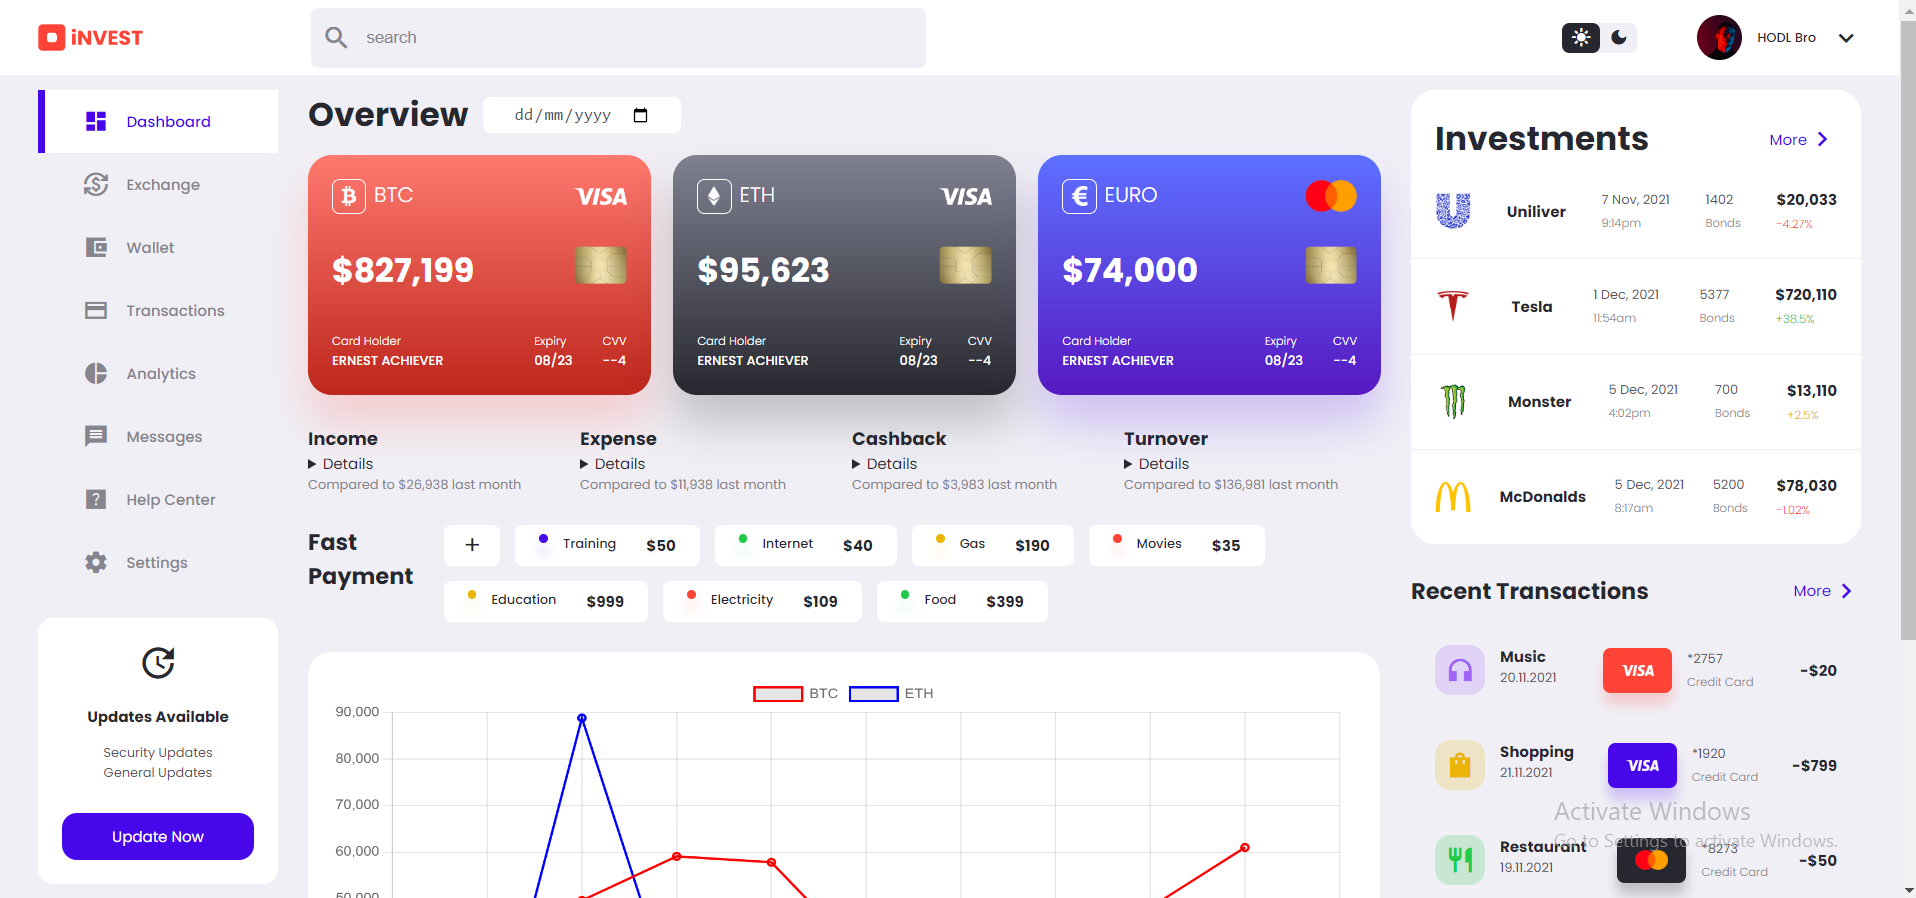 iNVEST
search
HODL Bro
Dashboard
Exchange
Wallet
Transactions
Analytics
Messages
Help Center
Settings
Updates Available
Security Updates
General Updates
Update Now
Overview
dd/mm/yyyy
BTC VISA
$827,199
Card Holder Expiry CVV
ERNEST ACHIEVER 08/23 --4
ETH VISA
$95,623
Card Holder Expiry CVV
ERNEST ACHIEVER 08/23 --4
€ EURO
$74,000
Card Holder Expiry CVV
ERNEST ACHIEVER 08/23 --4
Income
Details
Compared to $26,938 last month
Expense
Details
Compared to $11,938 last month
Cashback
Details
Compared to $3,983 last month
Turnover
Details
Compared to $136,981 last month
Fast
Payment
+
Training $50
Internet $40
Gas $190
Movies $35
Education $999
Electricity $109
Food $399
BTC ETH
90,000
80,000
70,000
60,000
50,000
Investments
More
Uniliver 7 Nov, 2021 1402 $20,033
9:14pm Bonds -4.27%
Tesla 1 Dec, 2021 5377 $720,110
11:54am Bonds +38.5%
Monster 5 Dec, 2021 700 $13,110
4:02pm Bonds +2.5%
McDonalds 5 Dec, 2021 5200 $78,030
8:17am Bonds -1.02%
Recent Transactions
More
Music VISA *2757 -$20
20.11.2021 Credit Card
Shopping VISA *1920 -$799
21.11.2021 Credit Card
Activate Windows
Go to Settings to activate Windows.
Restaurant *8273 -$50
19.11.2021 Credit Card